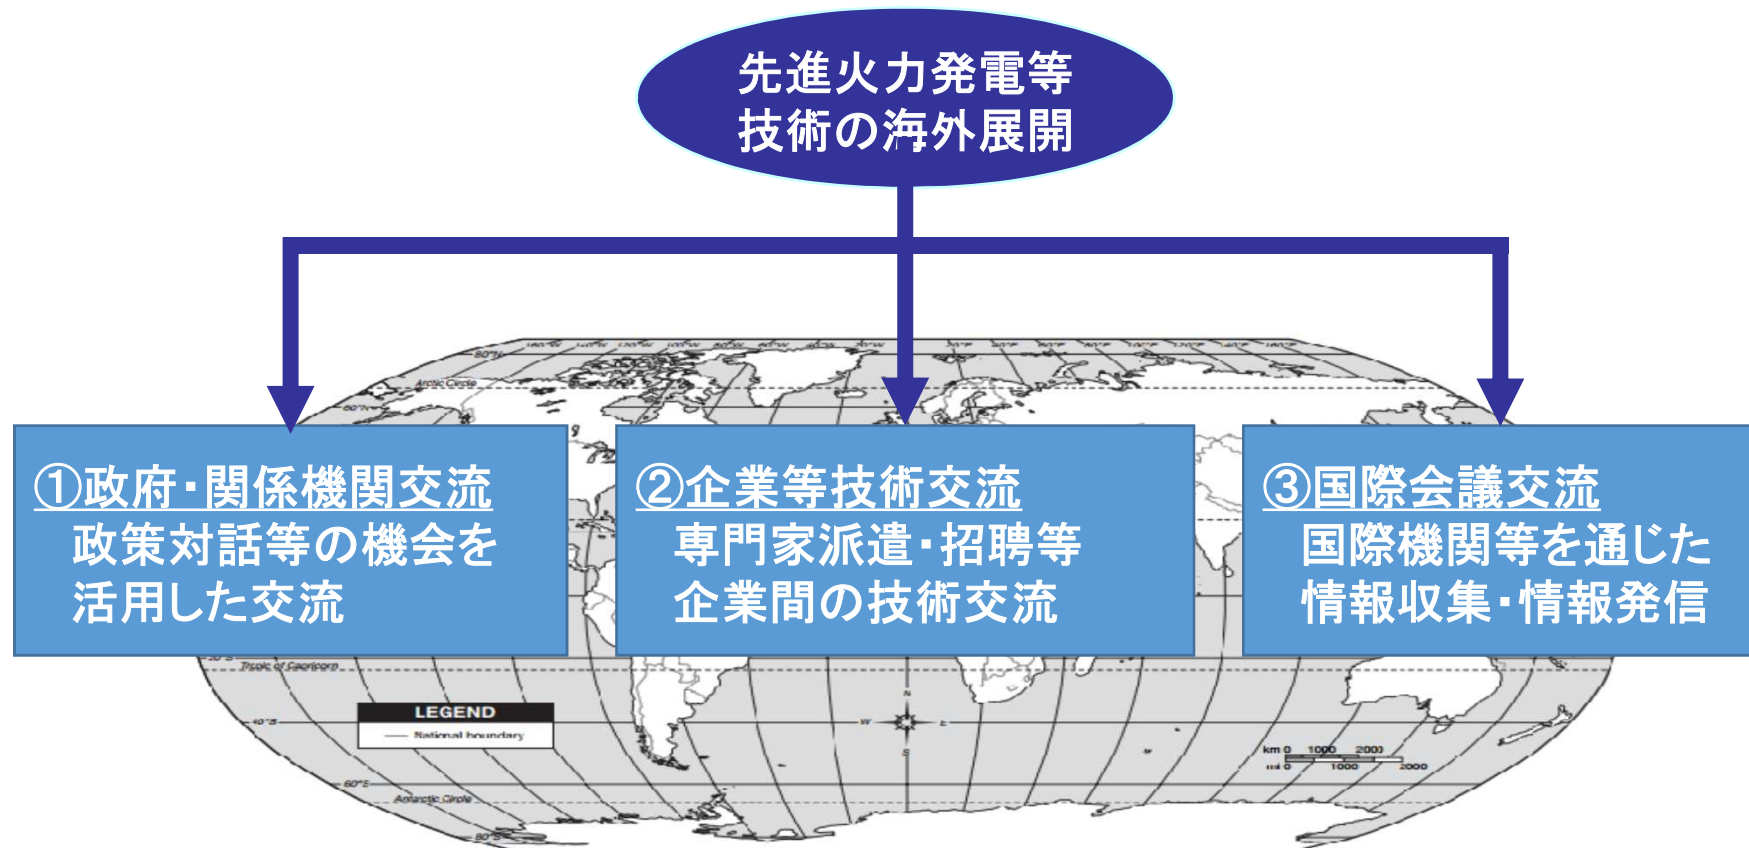 先進火力発電等
技術の海外展開
①政府・関係機関交流
政策対話等の機会を
活用した交流
②企業等技術交流
専門家派遣・招聘等
企業間の技術交流
③国際会議交流
国際機関等を通じた
情報収集・情報発信
80°N
Arctic Circle
60°N
20°S
Tropic of Capricorn
40°S
LEGEND
National boundary
N
W
E
S
km 0 1000 2000
mi 0 1000 2000
Antarctic Circle
80°S